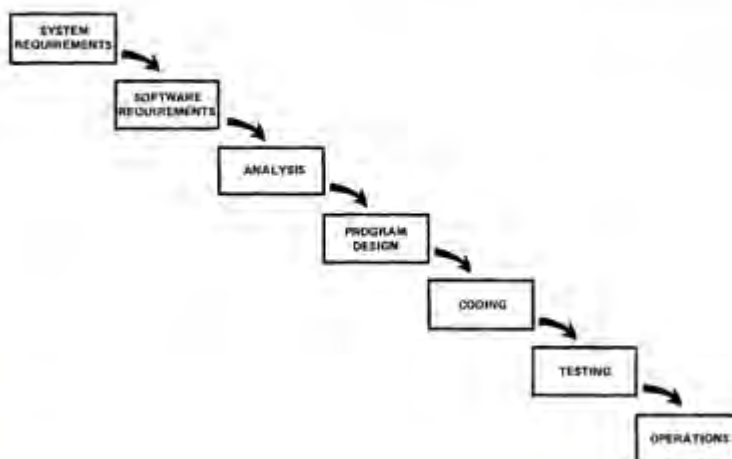 SYSTEM
REQUIREMENTS
SOFTWARE
REQUIREMENTS
ANALYSIS
PROGRAM
DESIGN
CODING
TESTING
OPERATIONS